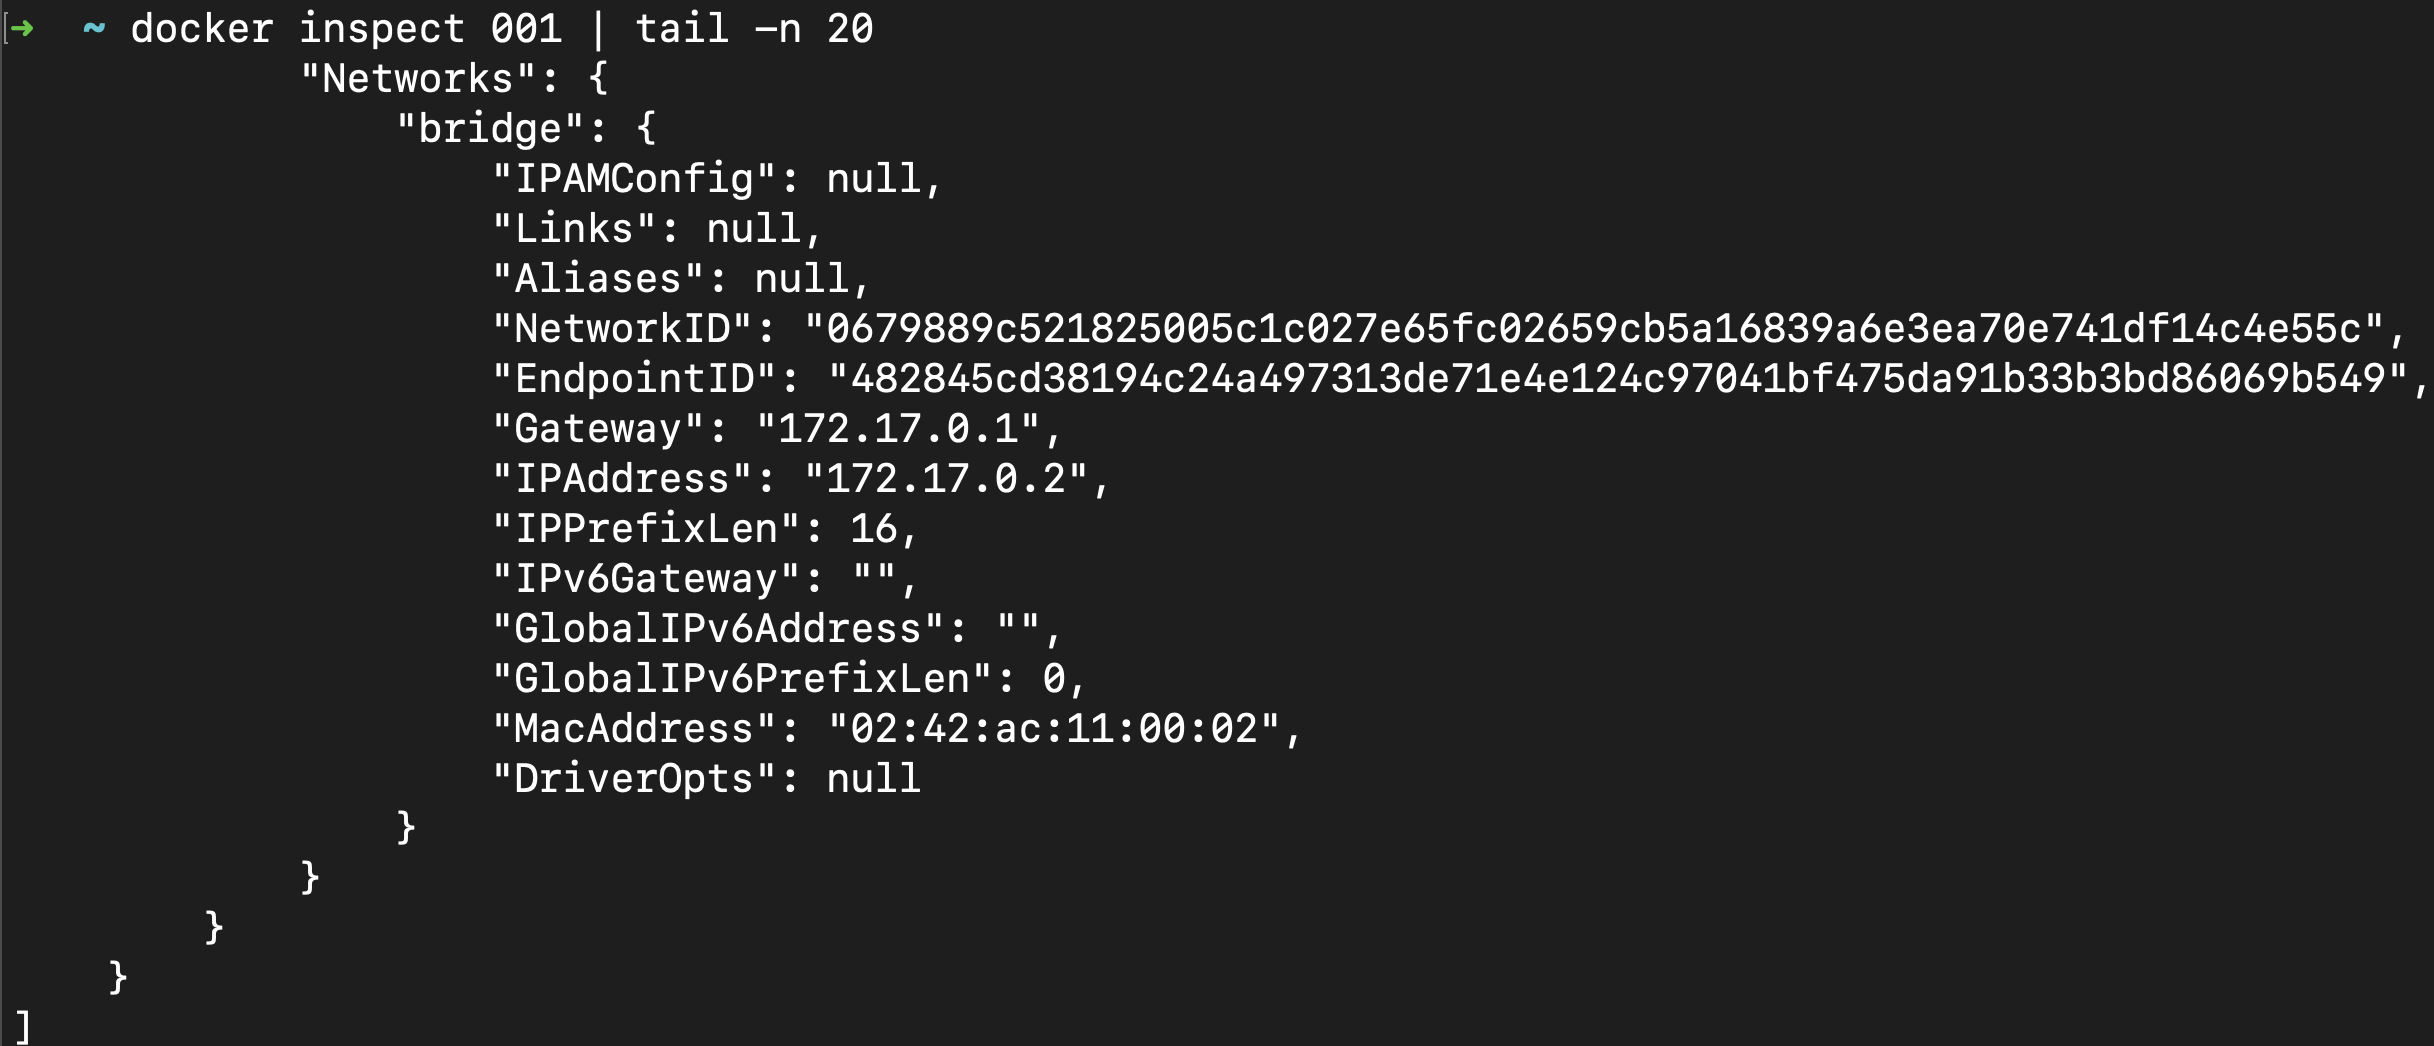 ➜ ~ docker inspect 001 | tail -n 20
            "Networks": {
                "bridge": {
                    "IPAMConfig": null,
                    "Links": null,
                    "Aliases": null,
                    "NetworkID": "0679889c521825005c1c027e65fc02659cb5a16839a6e3ea70e741df14c4e55c",
                    "EndpointID": "482845cd38194c24a497313de71e4e124c97041bf475da91b33b3bd86069b549",
                    "Gateway": "172.17.0.1",
                    "IPAddress": "172.17.0.2",
                    "IPPrefixLen": 16,
                    "IPv6Gateway": "",
                    "GlobalIPv6Address": "",
                    "GlobalIPv6PrefixLen": 0,
                    "MacAddress": "02:42:ac:11:00:02",
                    "DriverOpts": null
                }
            }
        }
    }
]